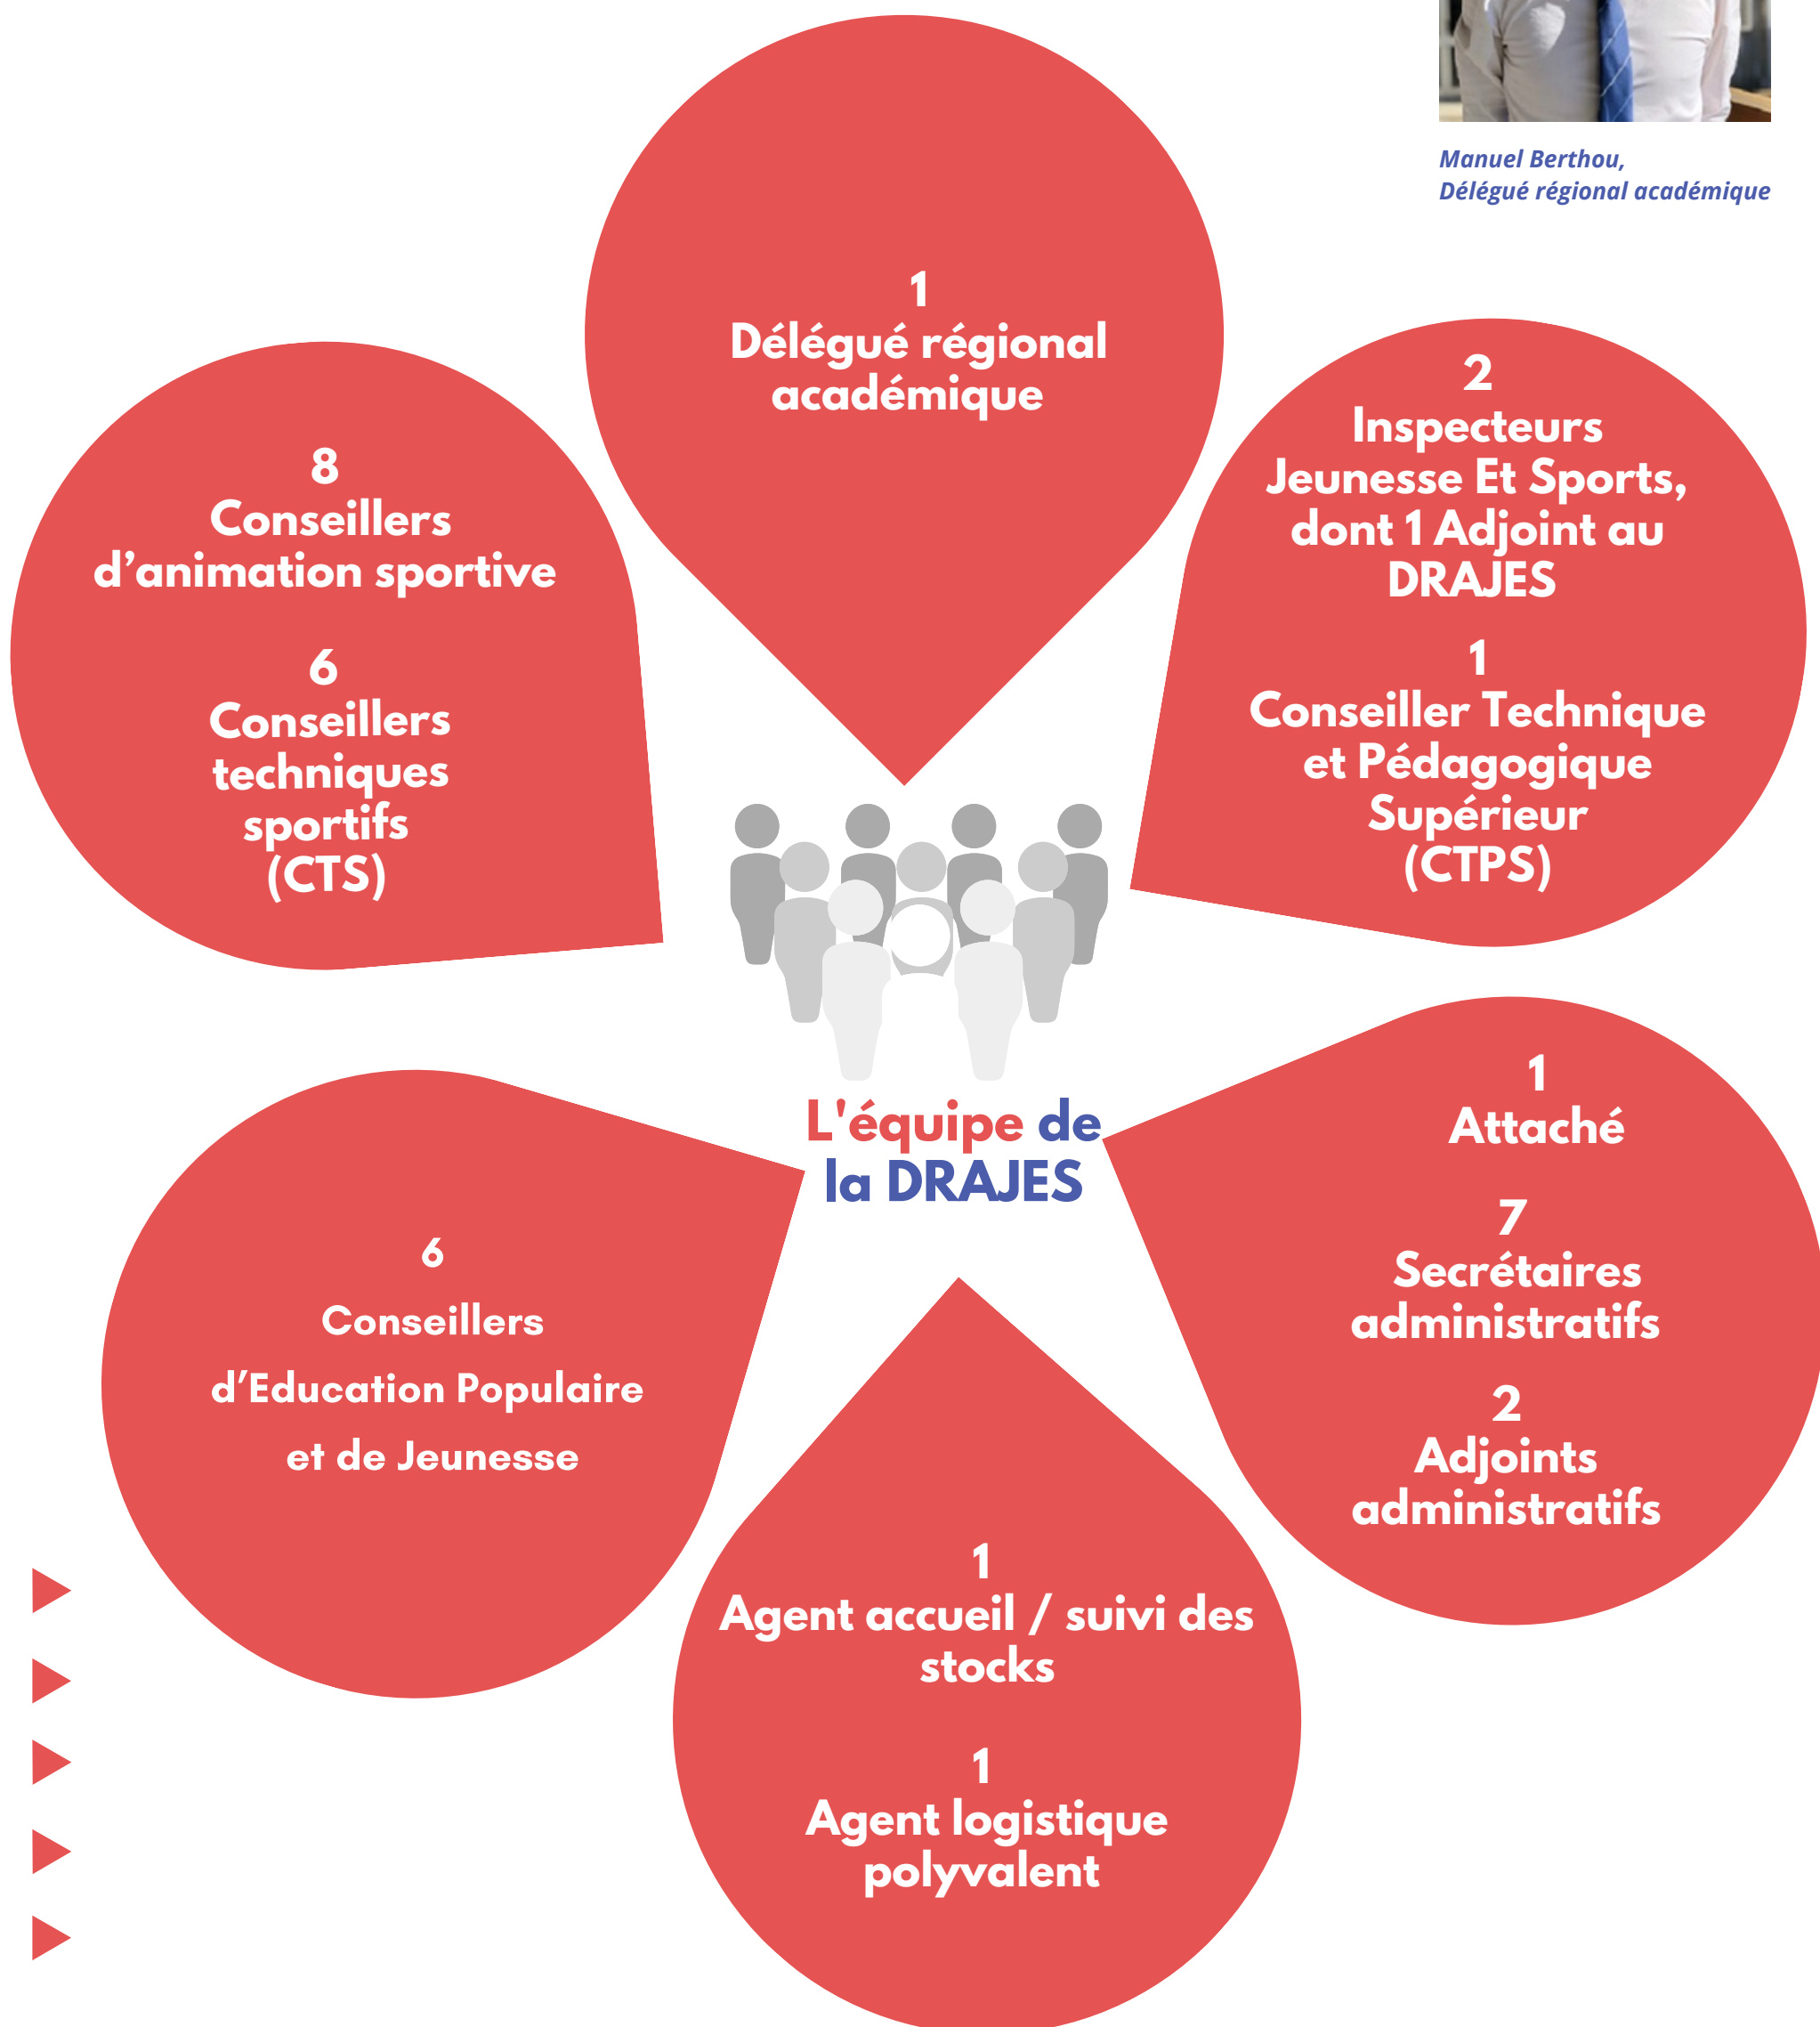 Manuel Berthou,
Délégué régional académique
1
Délégué régional
académique
2
Inspecteurs
Jeunesse Et Sports,
dont 1 Adjoint au
DRAJES
1
Conseiller Technique
et Pédagogique
Supérieur
(CTPS)
8
Conseillers
d’animation sportive
6
Conseillers
techniques
sportifs
(CTS)
L'équipe de
la DRAJES
1
Attaché
7
Secrétaires
administratifs
2
Adjoints
administratifs
6
Conseillers
d’Education Populaire
et de Jeunesse
1
Agent accueil / suivi des
stocks
1
Agent logistique
polyvalent